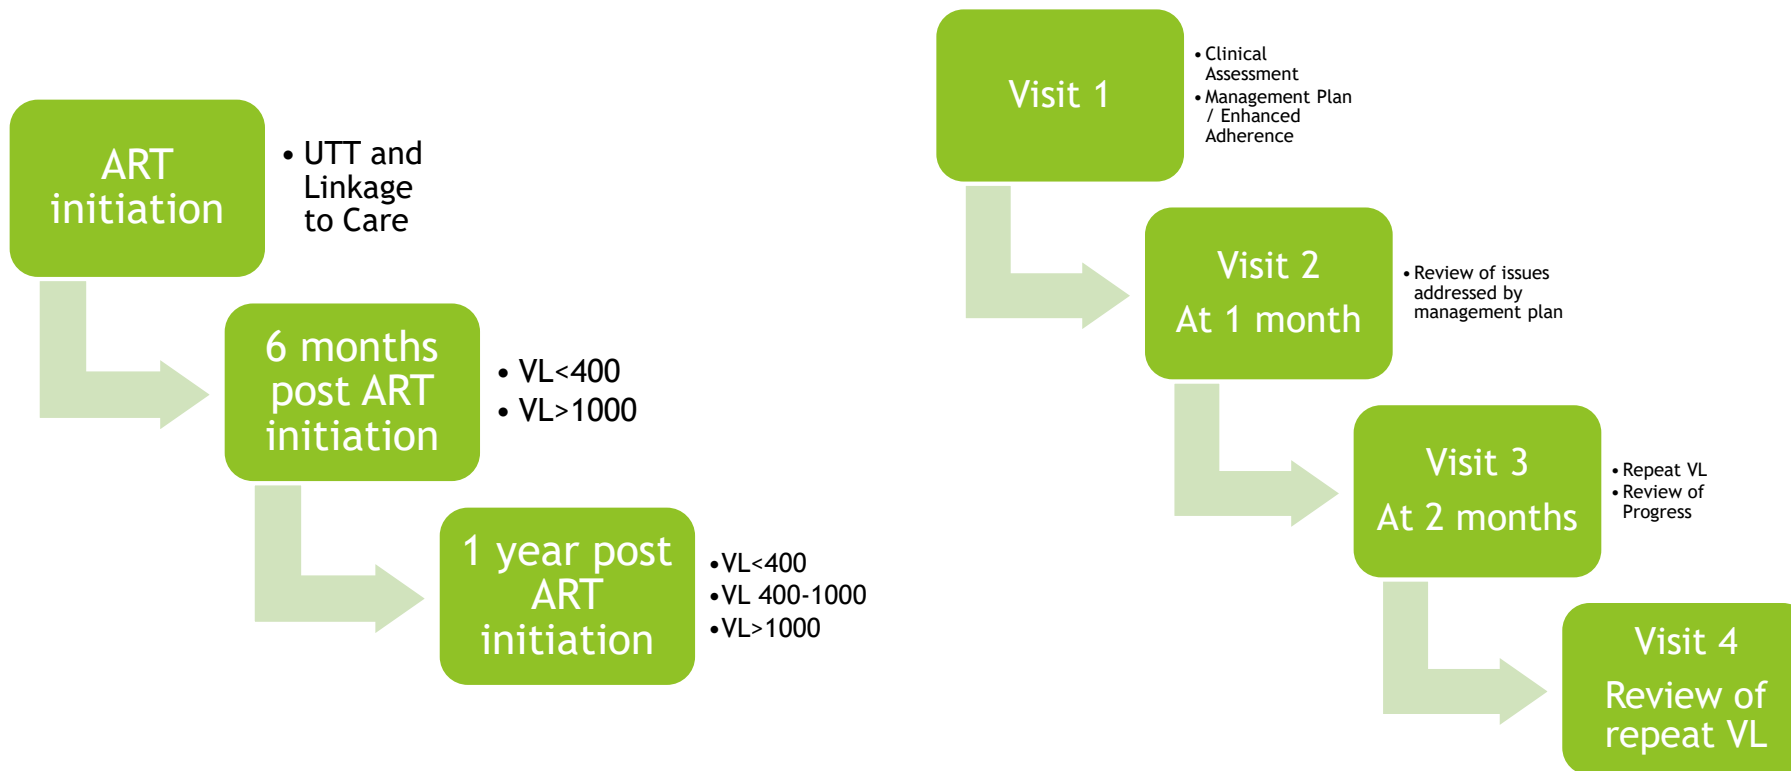 ART
initiation
• UTT and
Linkage
to Care
6 months
post ART
initiation
• VL<400
• VL>1000
1 year post
ART
initiation
•VL<400
•VL 400-1000
•VL>1000
Visit 1
• Clinical
Assessment
• Management Plan
/ Enhanced
Adherence
Visit 2
At 1 month
• Review of issues
addressed by
management plan
Visit 3
At 2 months
• Repeat VL
• Review of
Progress
Visit 4
Review of
repeat VL